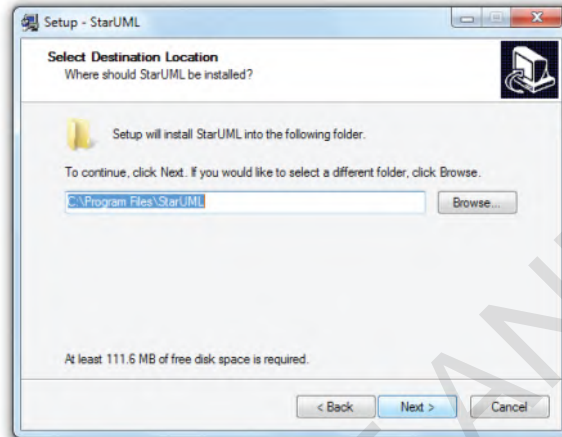 Setup - StarUML
Select Destination Location
Where should StarUML be installed?
Setup will install StarUML into the following folder.
To continue, click Next. If you would like to select a different folder, click Browse.
C:\Program Files\StarUML
Browse...
At least 111.6 MB of free disk space is required.
< Back
Next >
Cancel